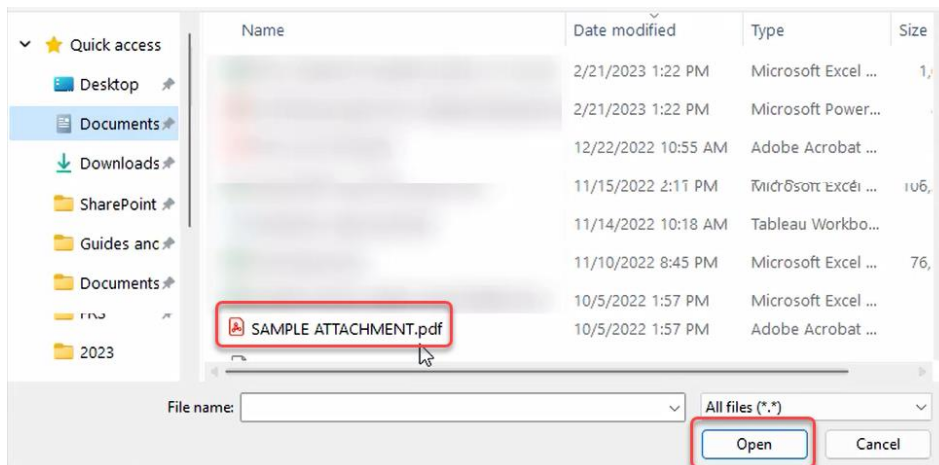 Name Date modified Type Size
Quick access
Desktop
Documents
Downloads
SharePoint
Guides anc
Documents
2023
2/21/2023 1:22 PM Microsoft Excel ... 1,
2/21/2023 1:22 PM Microsoft Power...
12/22/2022 10:55 AM Adobe Acrobat ...
11/15/2022 2:11 PM Microsoft Excel ... 106,
11/14/2022 10:18 AM Tableau Workbo...
11/10/2022 8:45 PM Microsoft Excel ... 76,
10/5/2022 1:57 PM Microsoft Excel ...
SAMPLE ATTACHMENT.pdf 10/5/2022 1:57 PM Adobe Acrobat ...
File name: All files (*.*)
Open Cancel